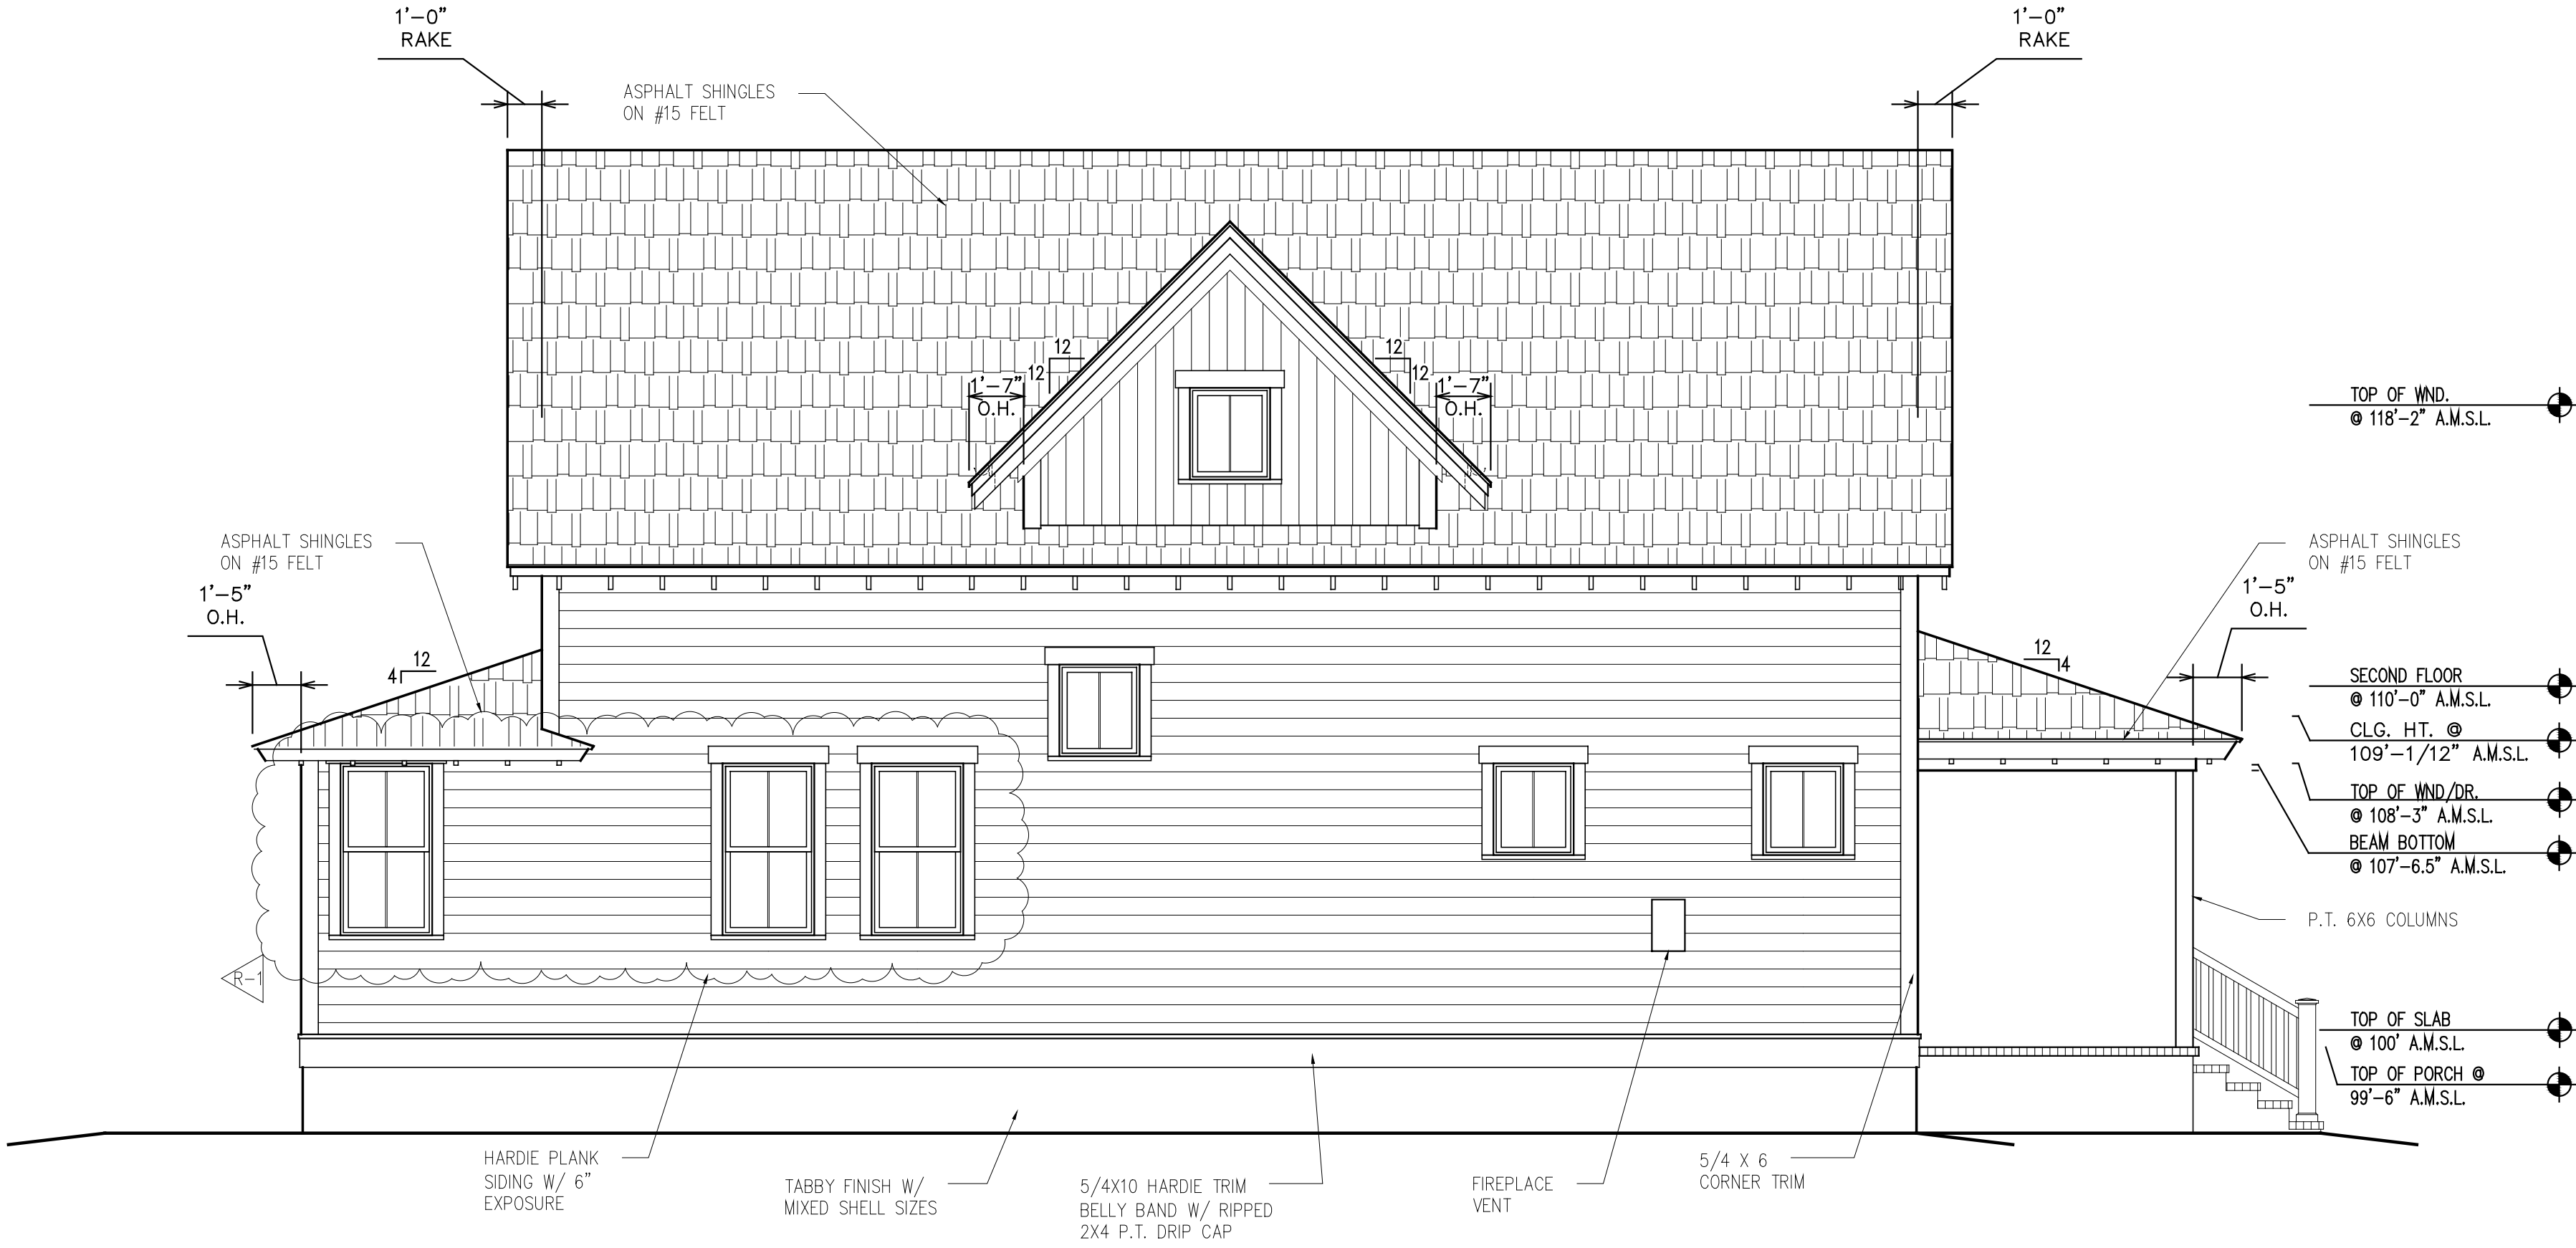 1'-0"
RAKE
1'-0"
RAKE
ASPHALT SHINGLES
ON #15 FELT
12
12
1'-7"
O.H.
12
12
1'-7"
O.H.
TOP OF WND.
@ 118'-2" A.M.S.L.
ASPHALT SHINGLES
ON #15 FELT
1'-5"
O.H.
12
4
ASPHALT SHINGLES
ON #15 FELT
1'-5"
O.H.
12
4
SECOND FLOOR
@ 110'-0" A.M.S.L.
CLG. HT. @
109'-1/12" A.M.S.L.
TOP OF WND/DR.
@ 108'-3" A.M.S.L.
BEAM BOTTOM
@ 107'-6.5" A.M.S.L.
P.T. 6X6 COLUMNS
R-1
TOP OF SLAB
@ 100' A.M.S.L.
TOP OF PORCH @
99'-6" A.M.S.L.
HARDIE PLANK
SIDING W/ 6"
EXPOSURE
TABBY FINISH W/
MIXED SHELL SIZES
5/4X10 HARDIE TRIM
BELLY BAND W/ RIPPED
2X4 P.T. DRIP CAP
FIREPLACE
VENT
5/4 X 6
CORNER TRIM